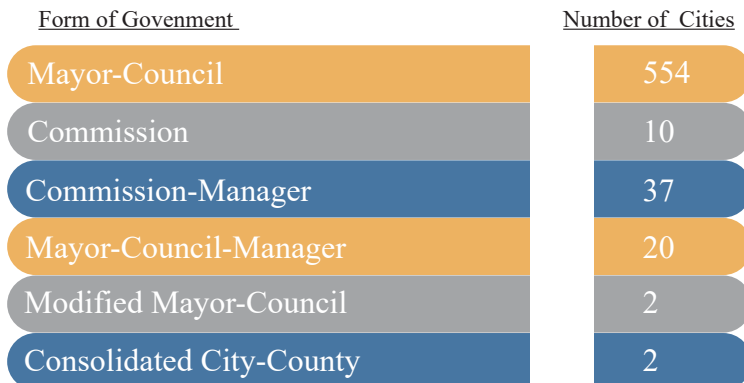 Form of Govenment Number of Cities
Mayor-Council 554
Commission 10
Commission-Manager 37
Mayor-Council-Manager 20
Modified Mayor-Council 2
Consolidated City-County 2